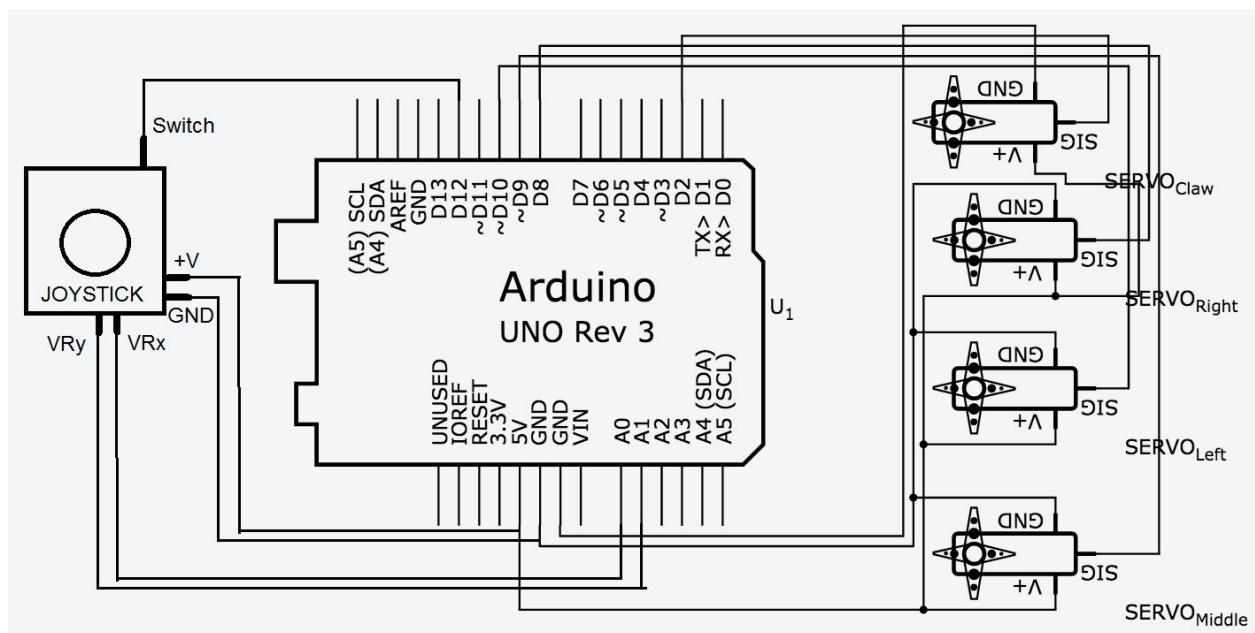 Switch
+V
JOYSTICK
GND
VRy
VRx
(A5) SCL
(A4) SDA
AREF
GND
D13
D12
~D11
~D10
~D9
D8
D7
~D6
~D5
D4
~D3
D2
TX> D1
RX> D0
Arduino
UNO Rev 3
U1
UNUSED
IOREF
RESET
3.3V
5V
GND
GND
VIN
A0
A1
A2
A3
A4 (SDA)
A5 (SCL)
GND
SIG
V+
SERVOClaw
GND
SIG
V+
SERVORight
GND
SIG
V+
SERVOLeft
GND
SIG
V+
SERVOMiddle